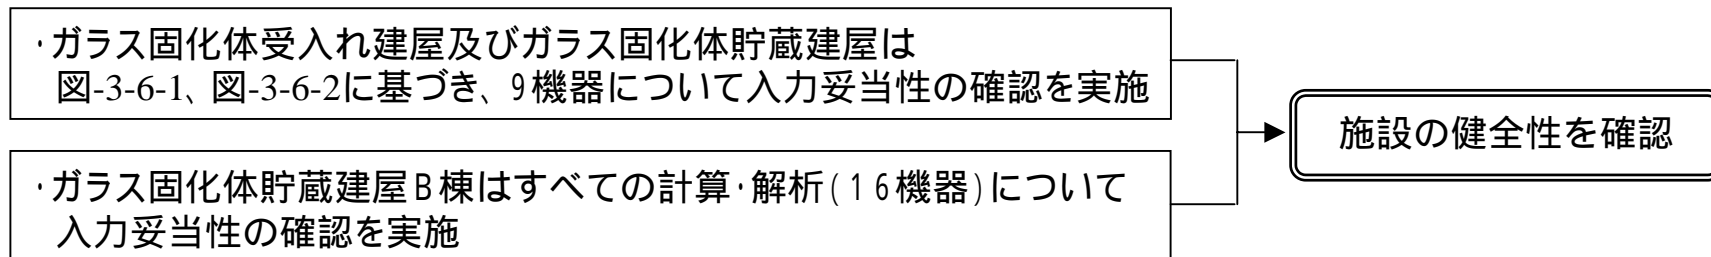 ・ガラス固化体受入れ建屋及びガラス固化体貯蔵建屋は
図-3-6-1、図-3-6-2に基づき、9機器について入力妥当性の確認を実施
施設の健全性を確認
・ガラス固化体貯蔵建屋B棟はすべての計算・解析(16機器)について
入力妥当性の確認を実施